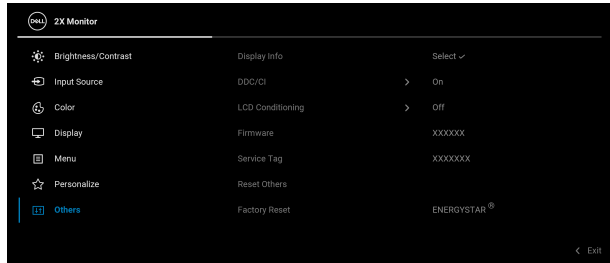 DELL 2X Monitor
Brightness/Contrast Display Info Select ✓
Input Source DDC/CI > On
Color LCD Conditioning > Off
Display Firmware XXXXXX
Menu Service Tag XXXXXXX
Personalize Reset Others
Others Factory Reset ENERGYSTAR ®
< Exit